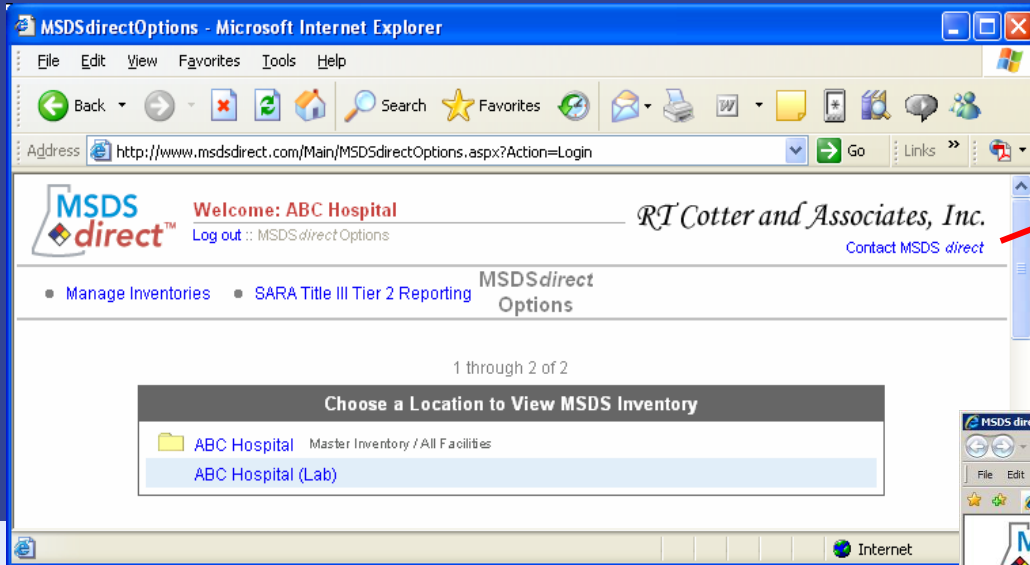 MSDSdirectOptions - Microsoft Internet Explorer
File Edit View Favorites Tools Help
Back Search Favorites
Address http://www.msdsdirect.com/Main/MSDSdirectOptions.aspx?Action=Login Go Links »
MSDS direct™
Welcome: ABC Hospital
Log out :: MSDSdirect Options
RT Cotter and Associates, Inc.
Contact MSDS direct
• Manage Inventories • SARA Title III Tier 2 Reporting
MSDSdirect
Options
1 through 2 of 2
Choose a Location to View MSDS Inventory
ABC Hospital Master Inventory / All Facilities
ABC Hospital (Lab)
Internet
MSDS dire
File Edit